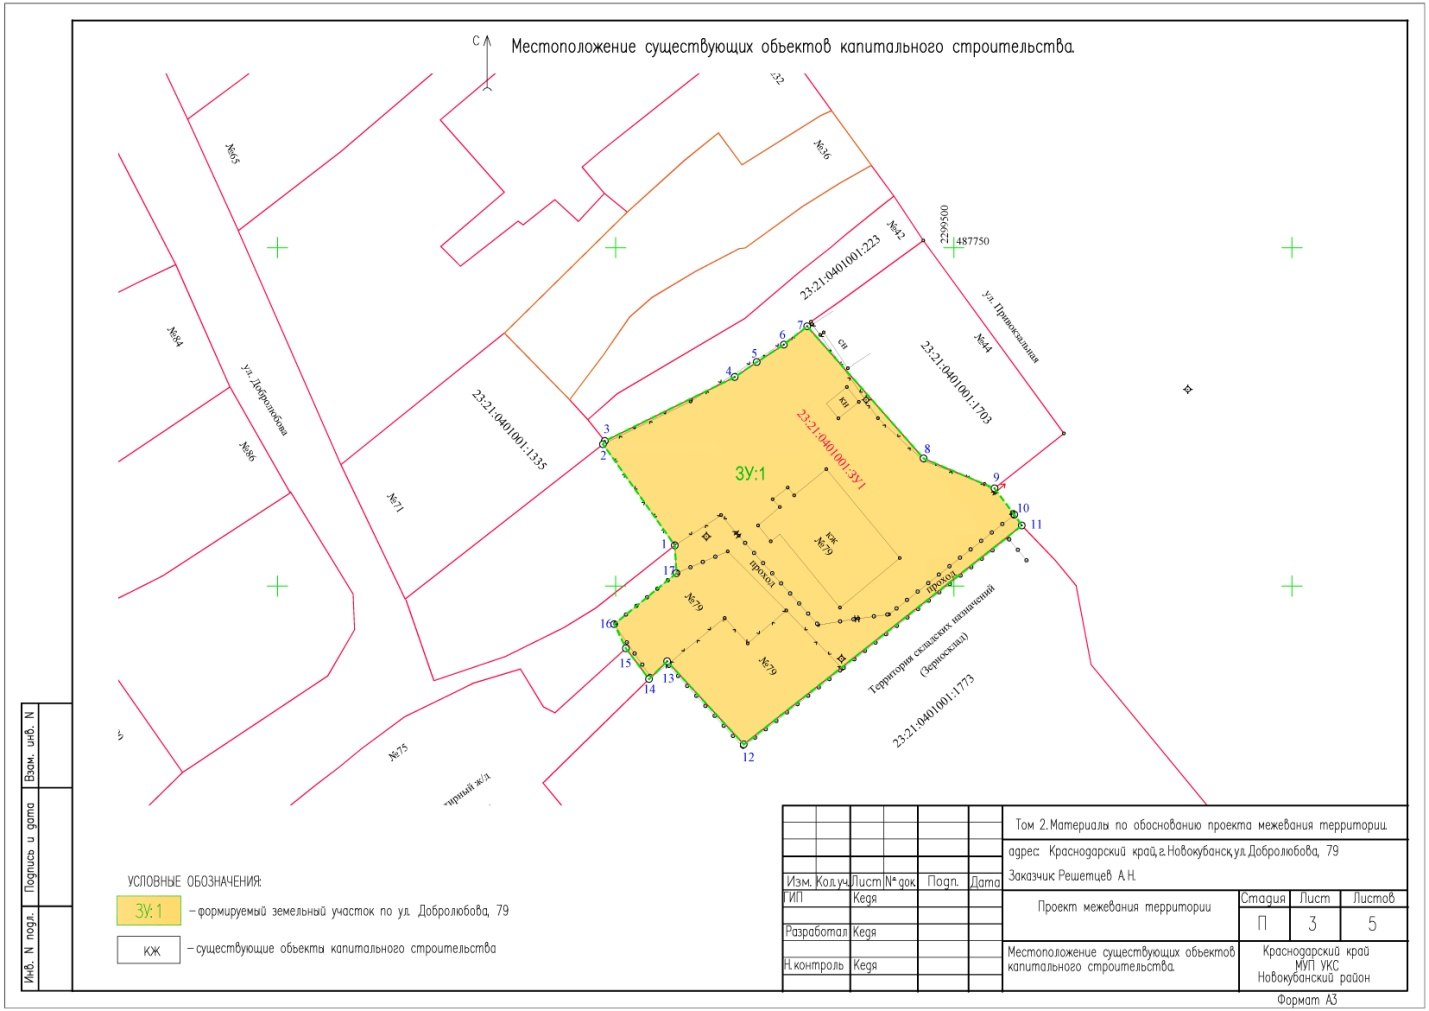 С
Местоположение существующих объектов капитального строительства.
№65
№36
№42
2299500
487750
23:21:0401001:223
ул. Привокзальная
№44
№84
ул. Добролюбова
7
6
5
4
сн
23:21:0401001:1703
кн
23:21:0401001:1335
3
2
23:21:0401001:ЗУ1
№86
ЗУ:1
8
9
№71
10
11
1
кж
№79
17
проход
проход
№79
16
Территория складских назначений
(Зерносклад)
15
№79
14
13
23:21:0401001:1773
№75
12
тирный ж/д
Взам. инв. N
Подпись и дата
Инв. N подл.
УСЛОВНЫЕ ОБОЗНАЧЕНИЯ:
ЗУ:1 – формируемый земельный участок по ул. Добролюбова, 79
КЖ – существующие объекты капитального строительства
Том 2. Материалы по обоснованию проекта межевания территории.
адрес: Краснодарский край, г. Новокубанск, ул. Добролюбова, 79
Заказчик: Решетцев А.Н.
Изм. Кол.уч. Лист №док. Подп. Дата
ГИП Кедя
Разработал Кедя
Н.контроль Кедя
Проект межевания территории
Стадия Лист Листов
П 3 5
Местоположение существующих объектов
капитального строительства.
Краснодарский край
МУП УКС
Новокубанский район
Формат А3